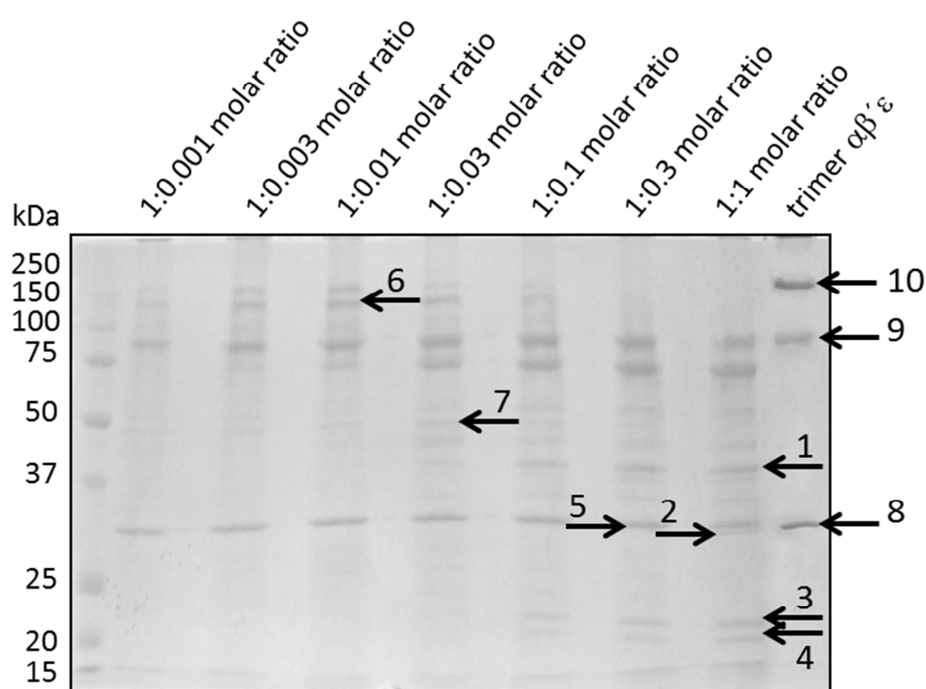 1:0.001 molar ratio
1:0.003 molar ratio
1:0.01 molar ratio
1:0.03 molar ratio
1:0.1 molar ratio
1:0.3 molar ratio
1:1 molar ratio
trimer αβ´ε
kDa
250
150
100
75
50
37
25
20
15
6
10
9
7
1
5
2
8
3
4